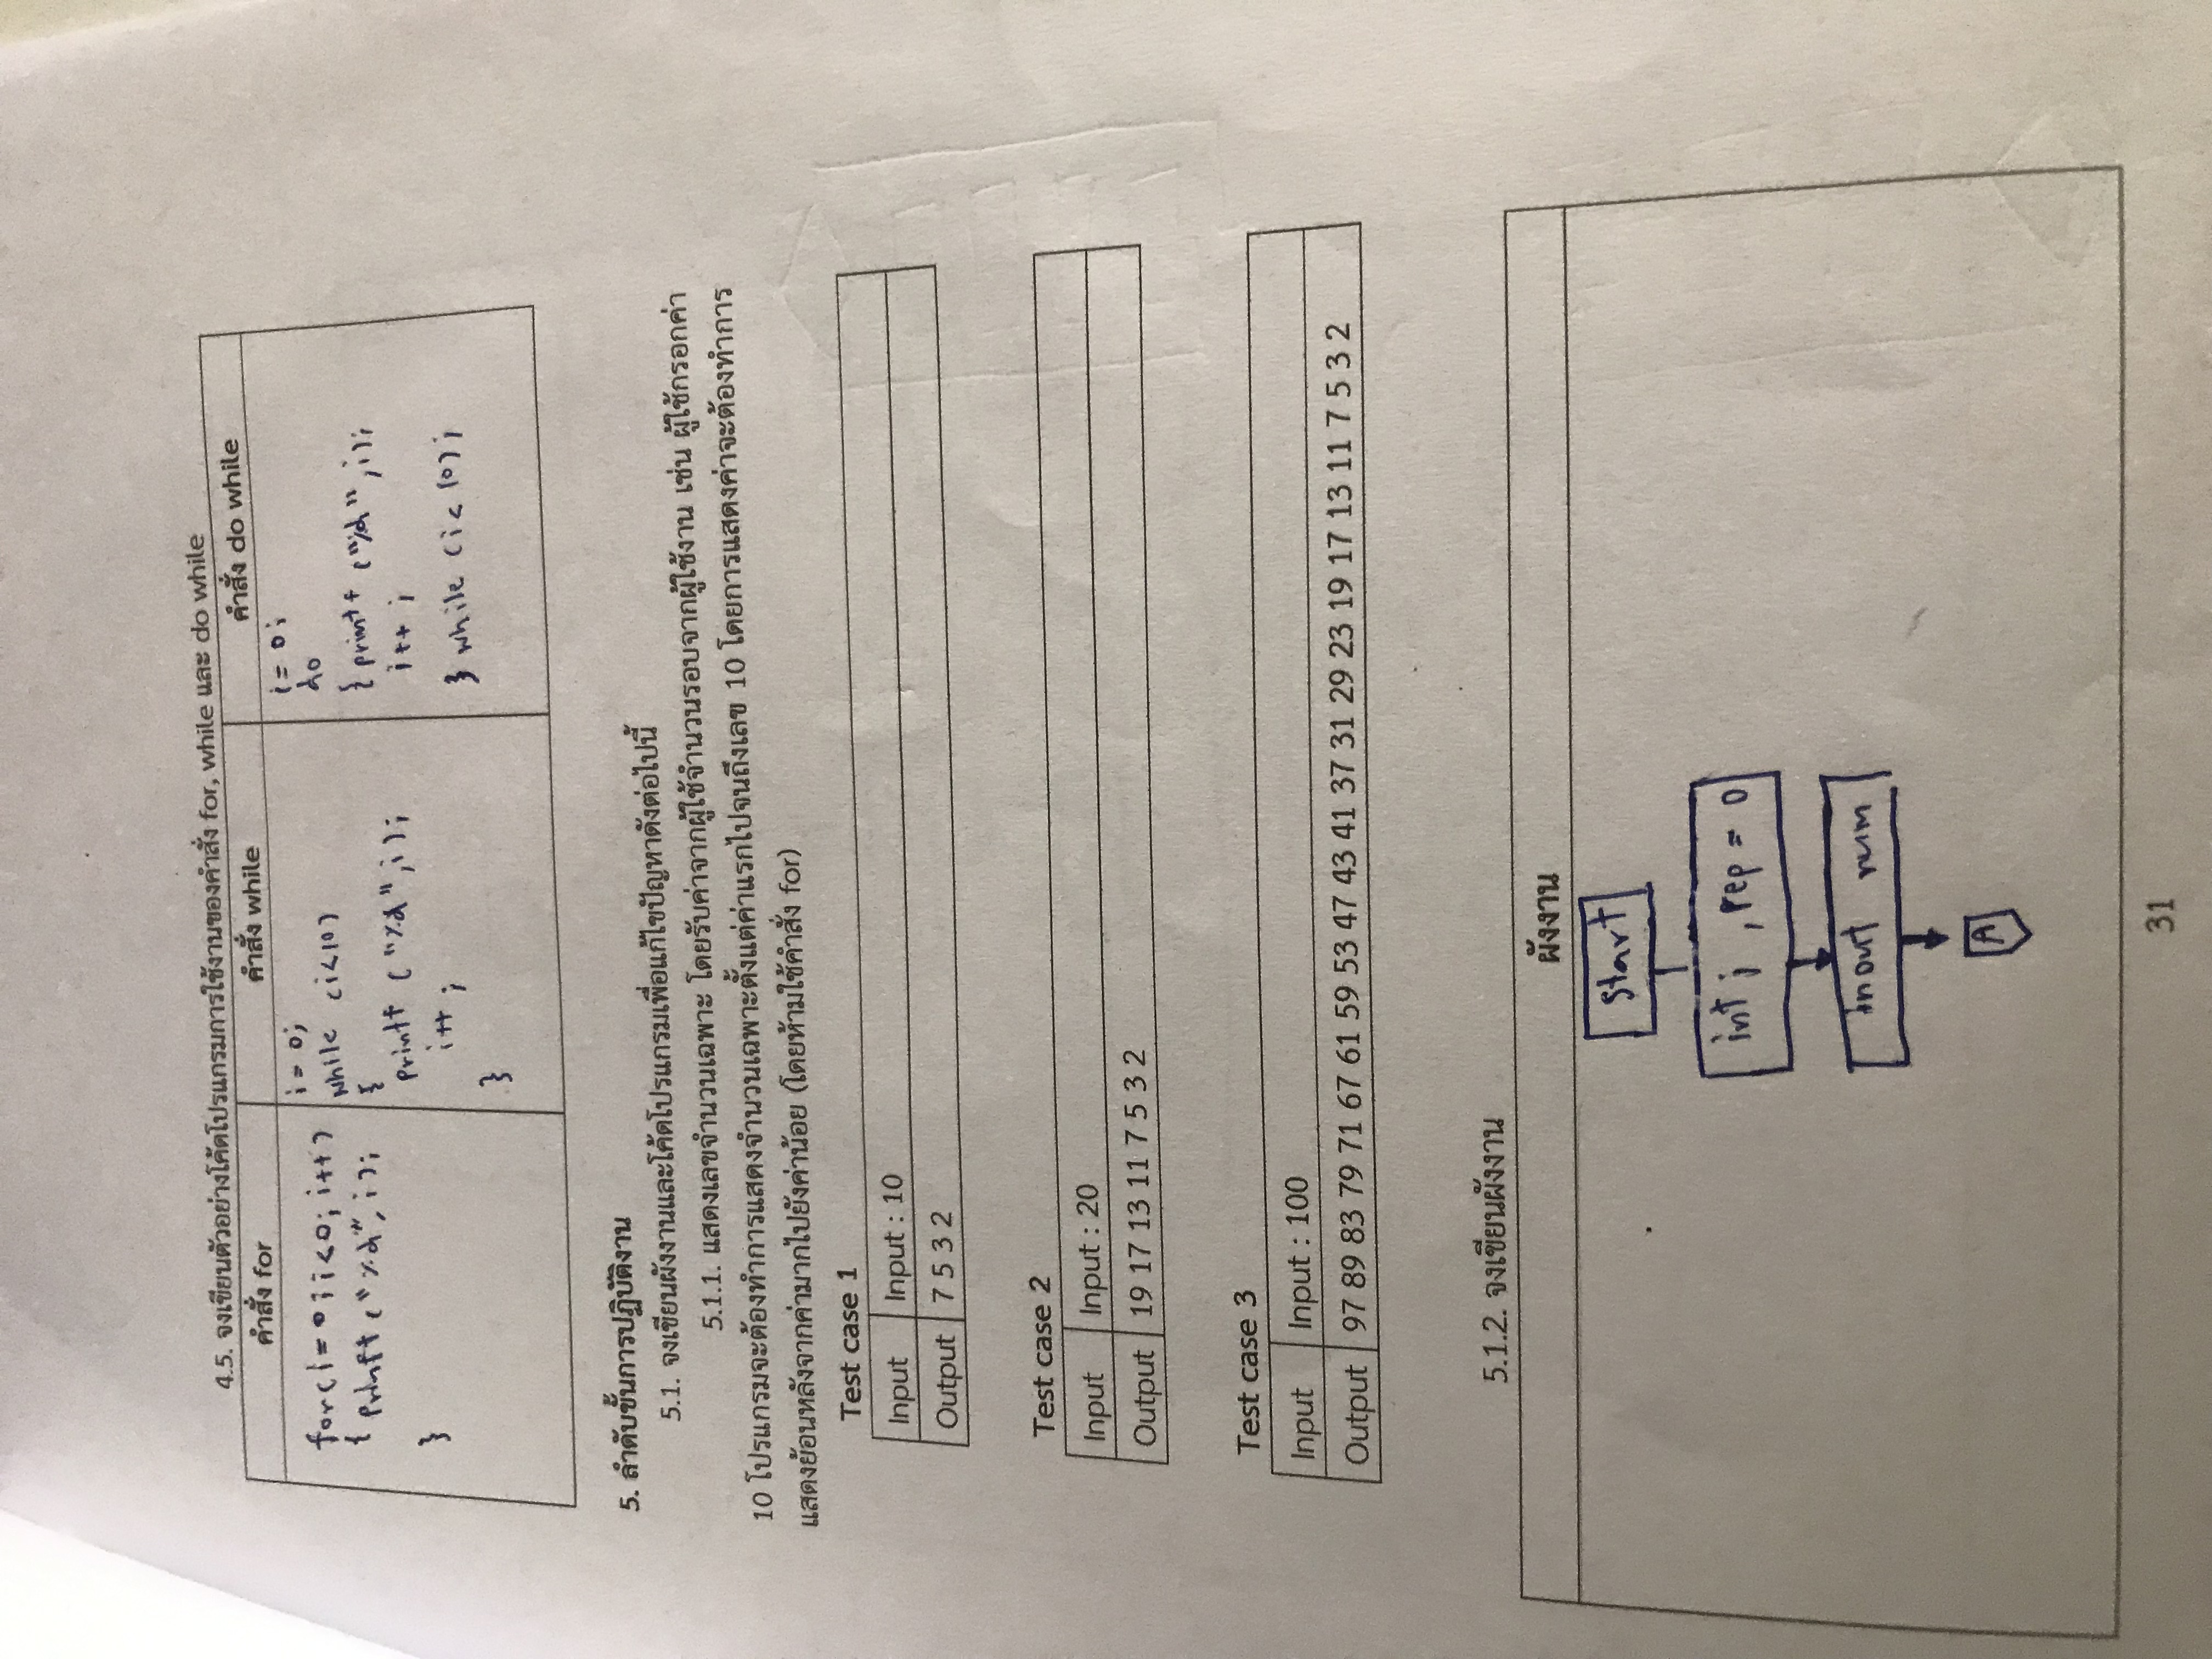 4.5. จงเขียนตัวอย่างโค้ดโปรแกรมการใช้งานของคำสั่ง for, while และ do while
คำสั่ง for
for(i=0;i<0; i++)
{ printf ("%d", i);
}
คำสั่ง while
i = 0;
while (i<10)
{
printf ("%d",i);
i++ ;
}
คำสั่ง do while
i = 0;
do
{ printf ("%d",i);
i++ ;
} while (i< 10);
5. ลำดับขั้นการปฏิบัติงาน
5.1. จงเขียนผังงานและโค้ดโปรแกรมเพื่อแก้ไขปัญหาดังต่อไปนี้
5.1.1. แสดงเลขจำนวนเฉพาะ โดยรับค่าจากผู้ใช้จำนวนรอบจากผู้ใช้งาน เช่น ผู้ใช้กรอกค่า
10 โปรแกรมจะต้องทำการแสดงจำนวนเฉพาะตั้งแต่ค่าแรกไปจนถึงเลข 10 โดยการแสดงค่าจะต้องทำการ
แสดงย้อนหลังจากค่ามากไปยังค่าน้อย (โดยห้ามใช้คำสั่ง for)
Test case 1
Input Input : 10
Output 7 5 3 2
Test case 2
Input Input : 20
Output 19 17 13 11 7 5 3 2
Test case 3
Input Input : 100
Output 97 89 83 79 71 67 61 59 53 47 43 41 37 31 29 23 19 17 13 11 7 5 3 2
5.1.2. จงเขียนผังงาน
ผังงาน
start
int j , rep = 0
input num
A
31